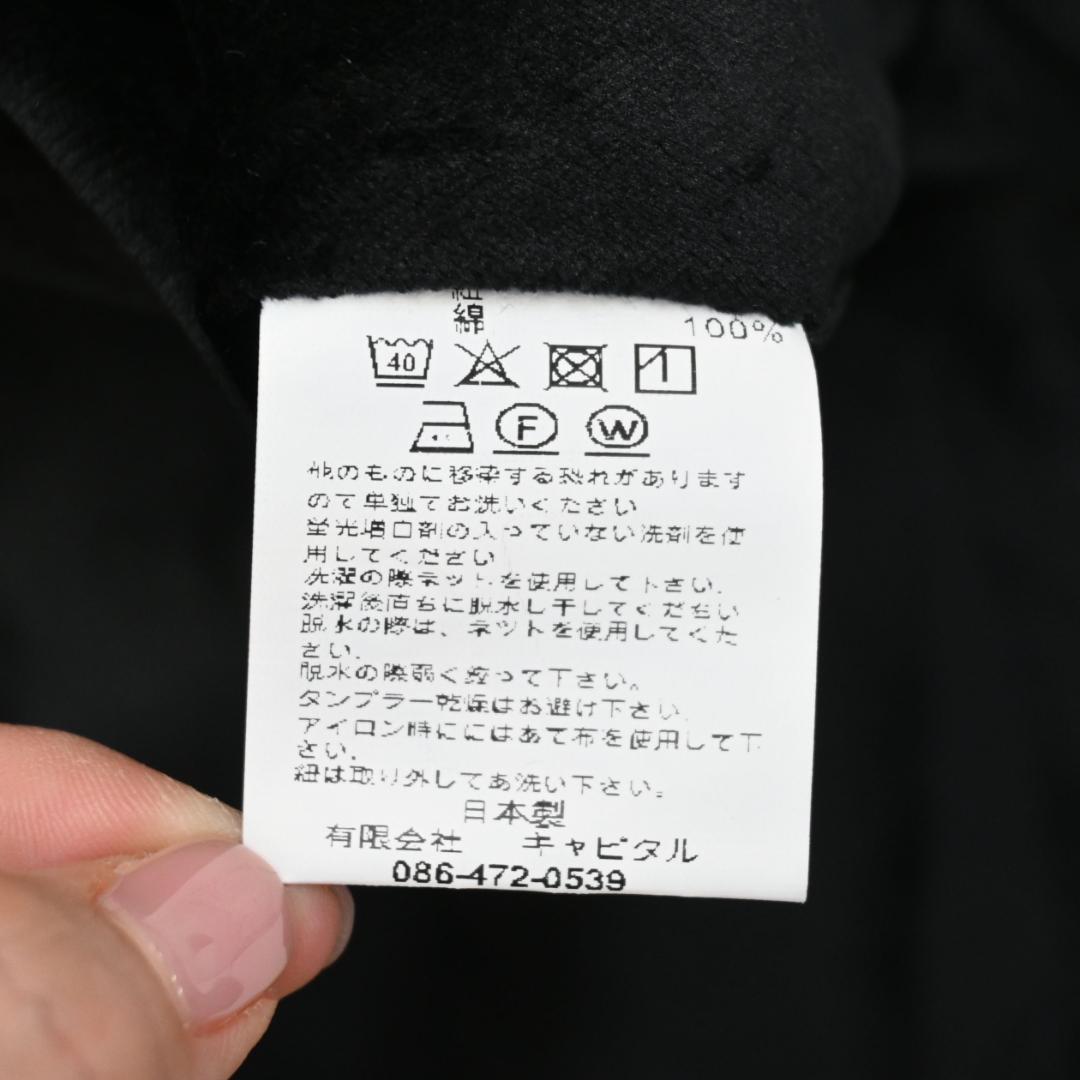 紐
綿 100%
40 1
F W
他のものに移染する恐れがあります
ので単独でお洗いください
蛍光増白剤の入っていない洗剤を使
用してください
洗濯の際ネットを使用して下さい.
洗濯後直ちに脱水し干してください
脱水の際は、ネットを使用してくだ
さい.
脱水の際弱く絞って下さい。
タンブラー乾燥はお避け下さい.
アイロン時ににはあて布を使用して下
さい.
紐は取り外してあ洗い下さい。
日本製
有限会社 キャピタル
086-472-0539